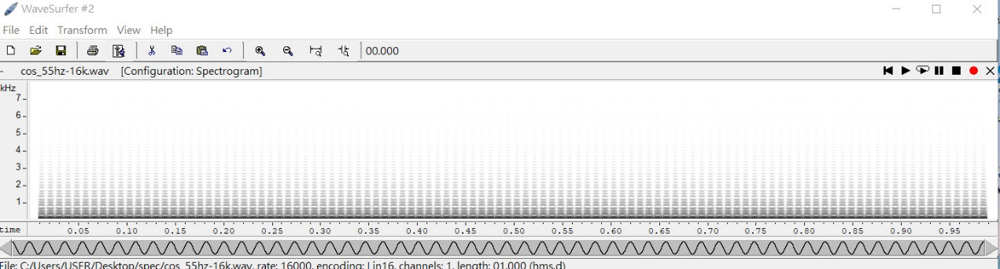 WaveSurfer #2
File Edit Transform View Help
00.000
- cos_55hz-16k.wav [Configuration: Spectrogram]
kHz
7
6
5
4
3
2
1
time 0.05 0.10 0.15 0.20 0.25 0.30 0.35 0.40 0.45 0.50 0.55 0.60 0.65 0.70 0.75 0.80 0.85 0.90 0.95
File: C:/Users/USER/Desktop/spec/cos_55hz-16k.wav, rate: 16000, encoding: Lin16, channels: 1, length: 01.000 (hms.d)